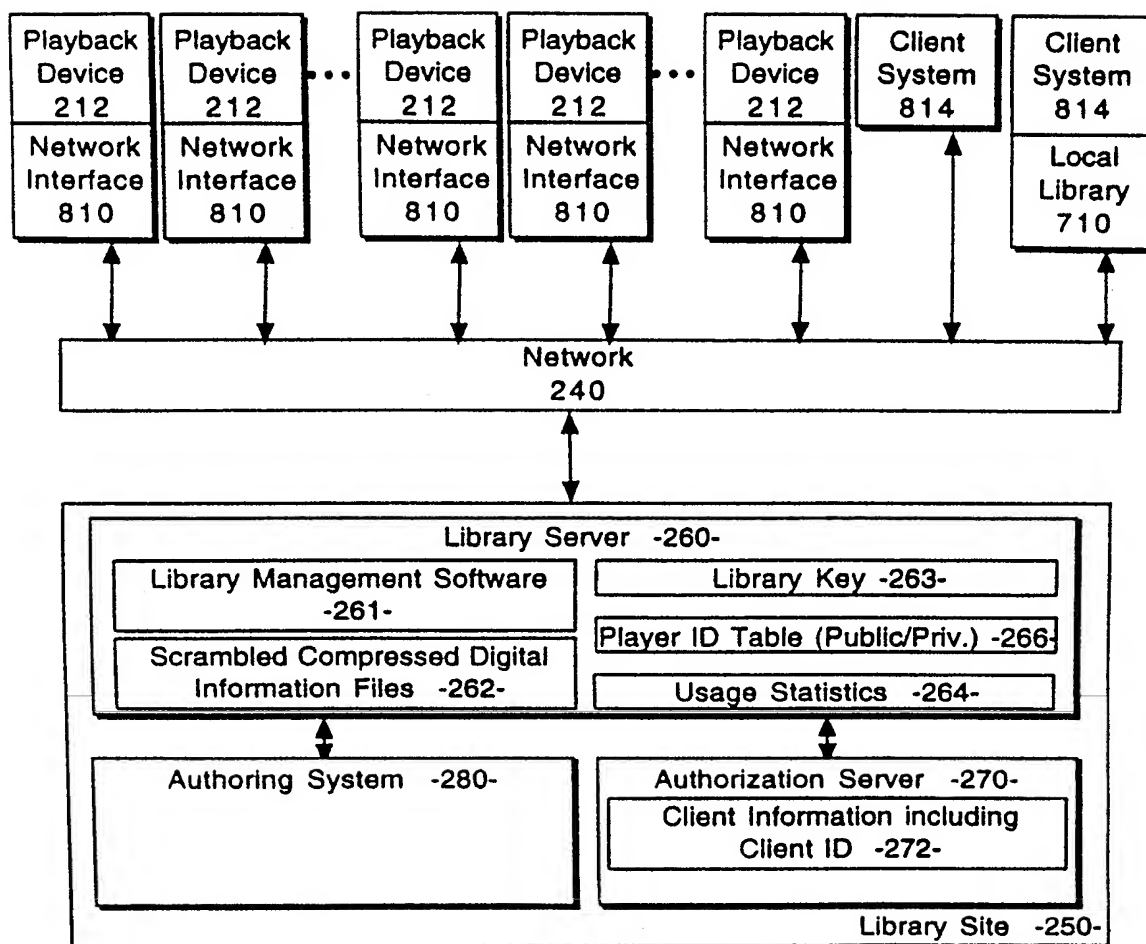 Playback Device 212
Network Interface 810
Playback Device 212
Network Interface 810
Playback Device 212
Network Interface 810
Playback Device 212
Network Interface 810
Playback Device 212
Network Interface 810
Client System 814
Client System 814
Local Library 710
Network
240
Library Server -260-
Library Management Software
-261-
Scrambled Compressed Digital
Information Files -262-
Library Key -263-
Player ID Table (Public/Priv.) -266-
Usage Statistics -264-
Authoring System -280-
Authorization Server -270-
Client Information including
Client ID -272-
Library Site -250-